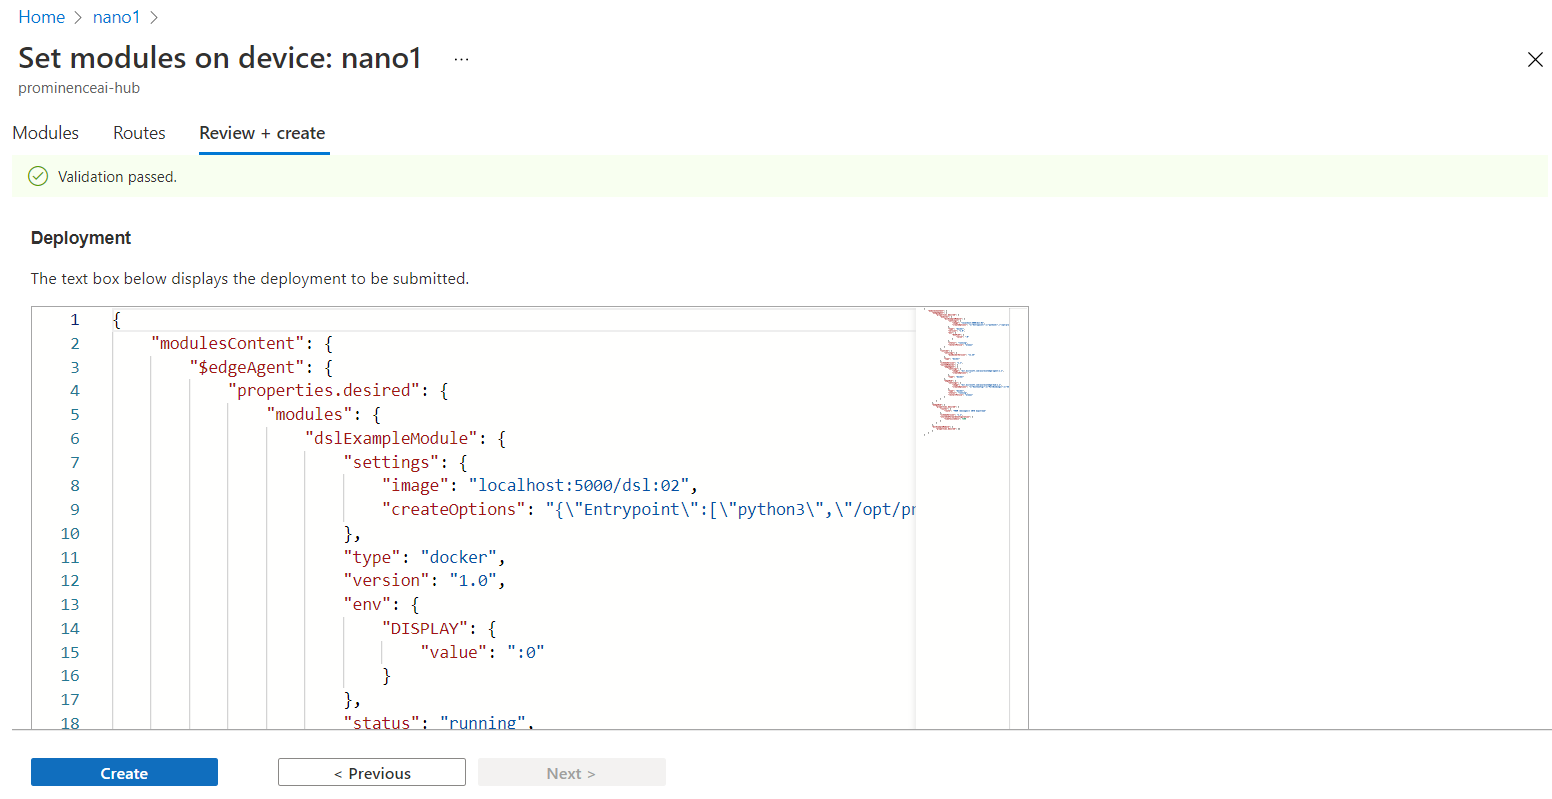 Home > nano1 >
Set modules on device: nano1 ...
prominenceai-hub
Modules Routes Review + create
Validation passed.
Deployment
The text box below displays the deployment to be submitted.
1 {
2 "modulesContent": {
3 "$edgeAgent": {
4 "properties.desired": {
5 "modules": {
6 "dslExampleModule": {
7 "settings": {
8 "image": "localhost:5000/dsl:02",
9 "createOptions": "{\"Entrypoint\":[\"python3\",\"/opt/pr
10 },
11 "type": "docker",
12 "version": "1.0",
13 "env": {
14 "DISPLAY": {
15 "value": ":0"
16 }
17 },
18 "status": "running",
Create < Previous Next >